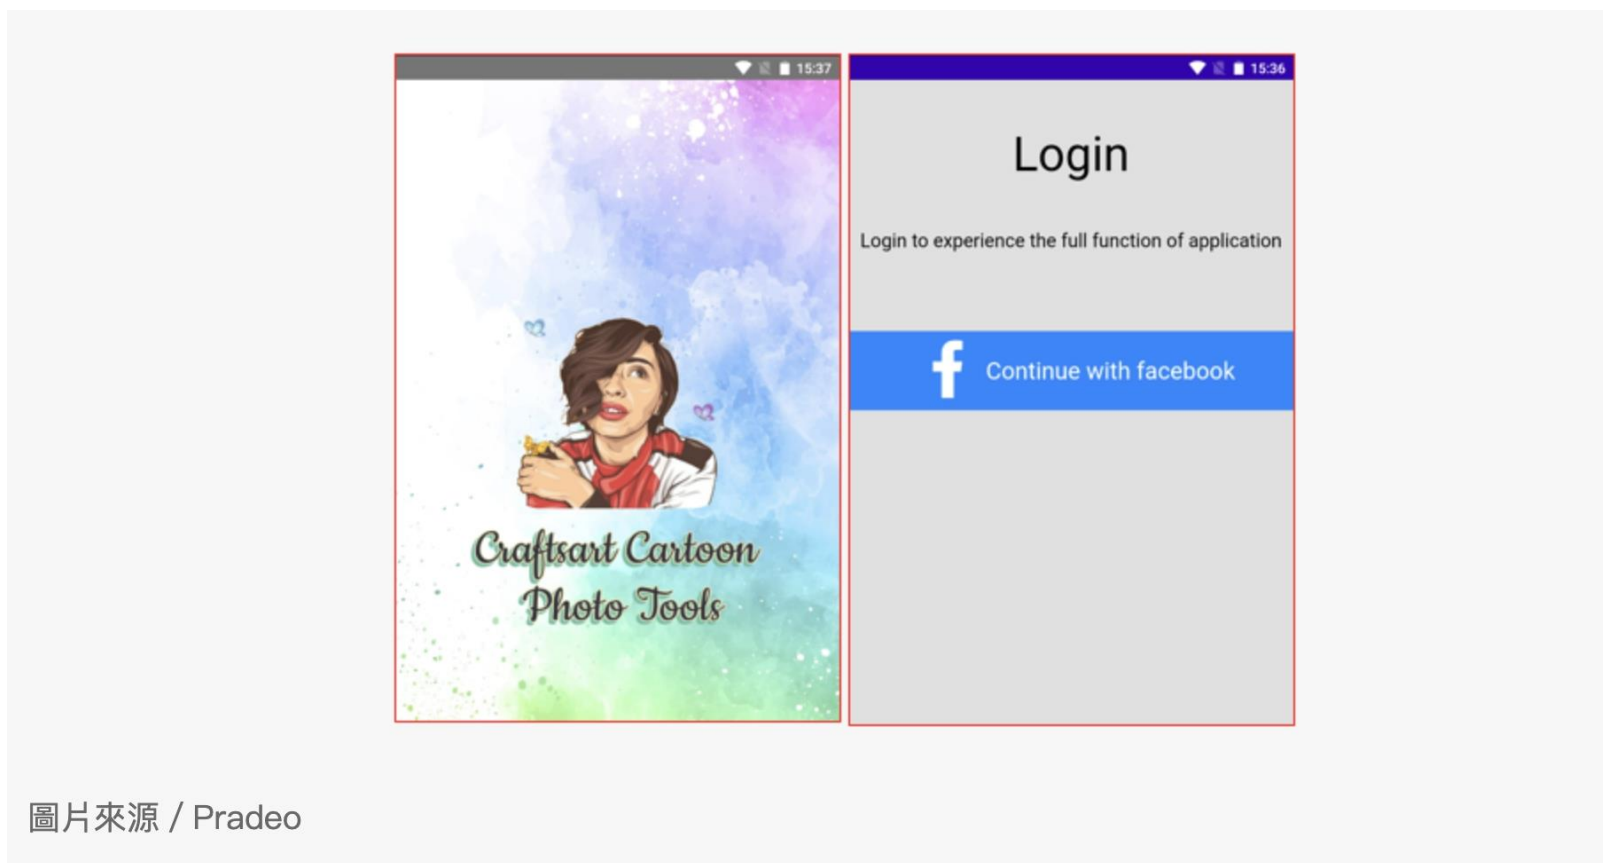 15:37
Craftsart Cartoon
Photo Tools
15:36
Login
Login to experience the full function of application
Continue with facebook
圖片來源 / Pradeo